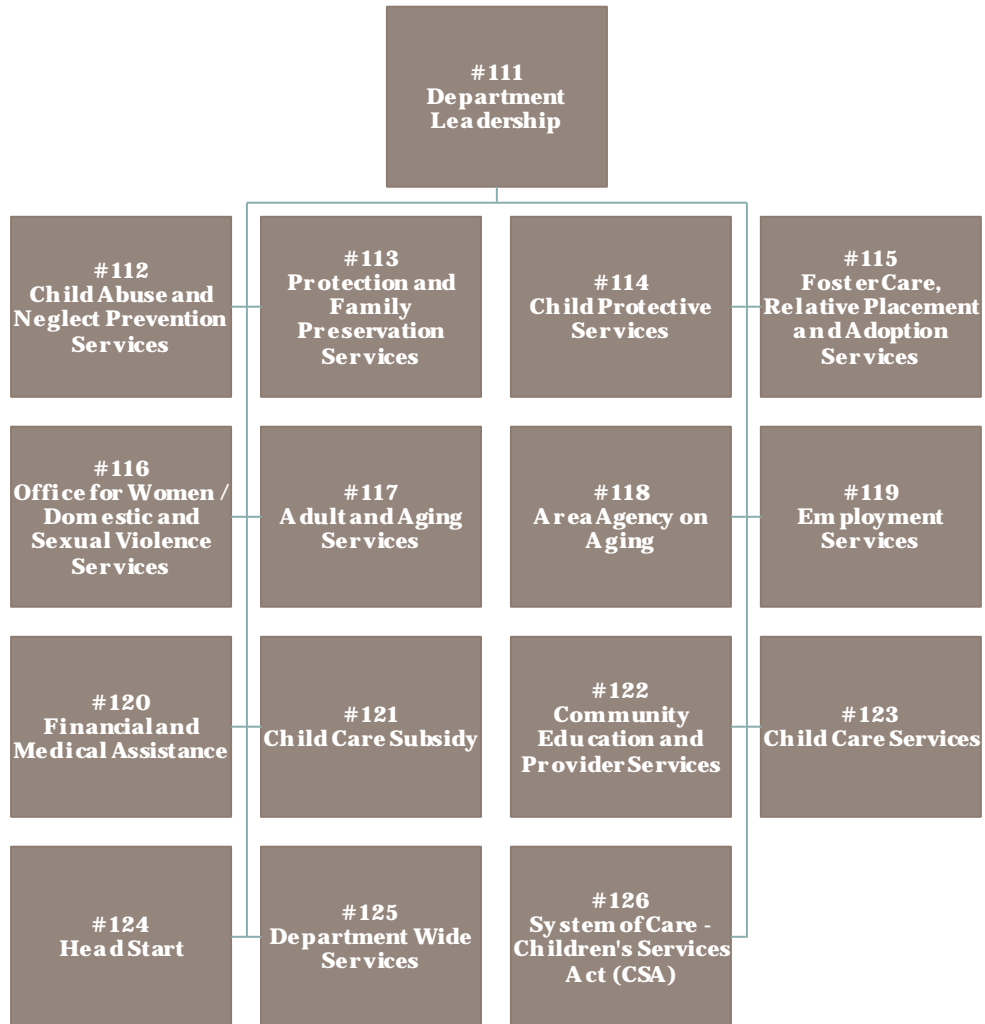 #111
Department
Leadership
#112
Child Abuse and
Neglect Prevention
Services
#113
Protection and
Family
Preservation
Services
#114
Child Protective
Services
#115
Foster Care,
Relative Placement
and Adoption
Services
#116
Office for Women /
Domestic and
Sexual Violence
Services
#117
Adult and Aging
Services
#118
Area Agency on
Aging
#119
Employment
Services
#120
Financial and
Medical Assistance
#121
Child Care Subsidy
#122
Community
Education and
Provider Services
#123
Child Care Services
#124
Head Start
#125
Department Wide
Services
#126
System of Care -
Children's Services
Act (CSA)